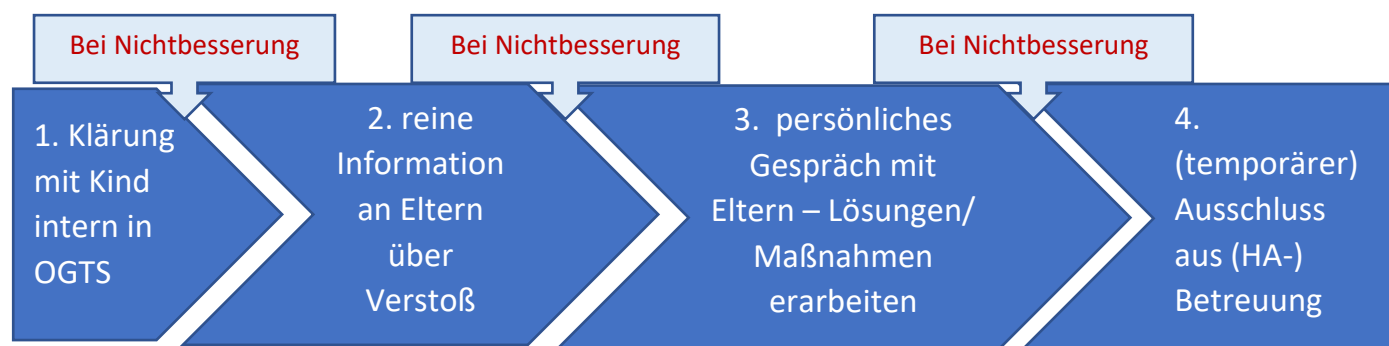 Bei Nichtbesserung
Bei Nichtbesserung
Bei Nichtbesserung
1. Klärung
mit Kind
intern in
OGTS
2. reine
Information
an Eltern
über
Verstoß
3. persönliches
Gespräch mit
Eltern – Lösungen/
Maßnahmen
erarbeiten
4.
(temporärer)
Ausschluss
aus (HA-)
Betreuung